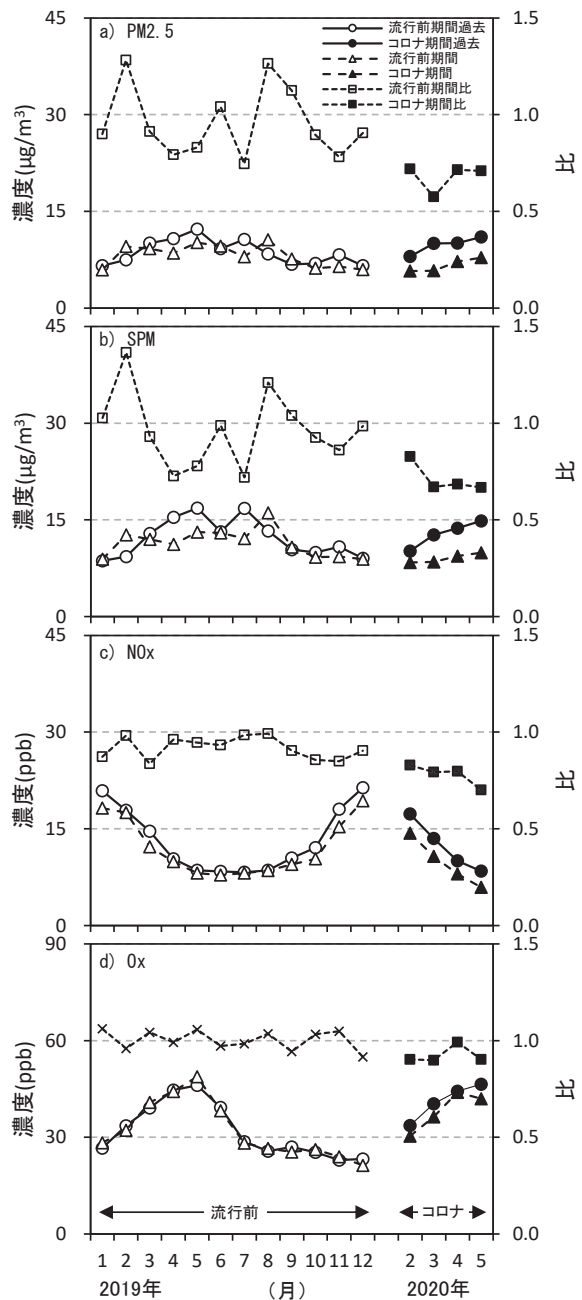 a) PM2.5
流行前期間過去
コロナ期間過去
流行前期間
コロナ期間
流行前期間比
コロナ期間比
45
30
15
0
濃度(μg/m³)
1.5
1.0
0.5
0.0
比
b) SPM
45
30
15
0
濃度(μg/m³)
1.5
1.0
0.5
0.0
比
c) NOx
45
30
15
0
濃度(ppb)
1.5
1.0
0.5
0.0
比
d) Ox
90
60
30
0
濃度(ppb)
1.5
1.0
0.5
0.0
比
流行前
コロナ
1 2 3 4 5 6 7 8 9 10 11 12 2 3 4 5
2019年 (月) 2020年